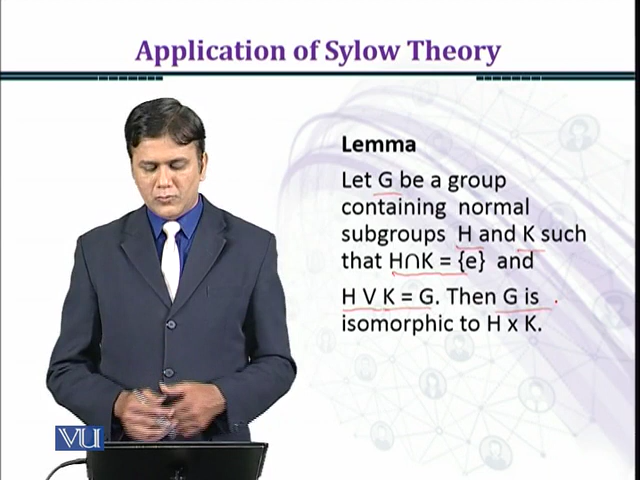 Application of Sylow Theory
Lemma
Let G be a group
containing normal
subgroups H and K such
that H∩K = {e} and
H V K = G. Then G is
isomorphic to H x K.
VU